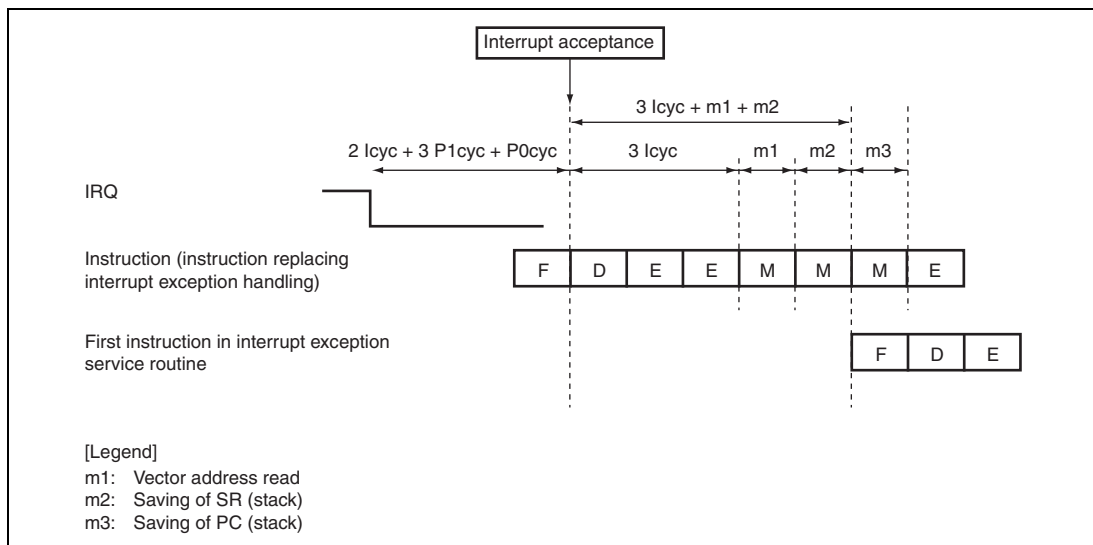 Interrupt acceptance
3 Icyc + m1 + m2
2 Icyc + 3 P1cyc + P0cyc
3 Icyc
m1
m2
m3
IRQ
Instruction (instruction replacing
interrupt exception handling)
F D E E M M M E
First instruction in interrupt exception
service routine
F D E
[Legend]
m1: Vector address read
m2: Saving of SR (stack)
m3: Saving of PC (stack)